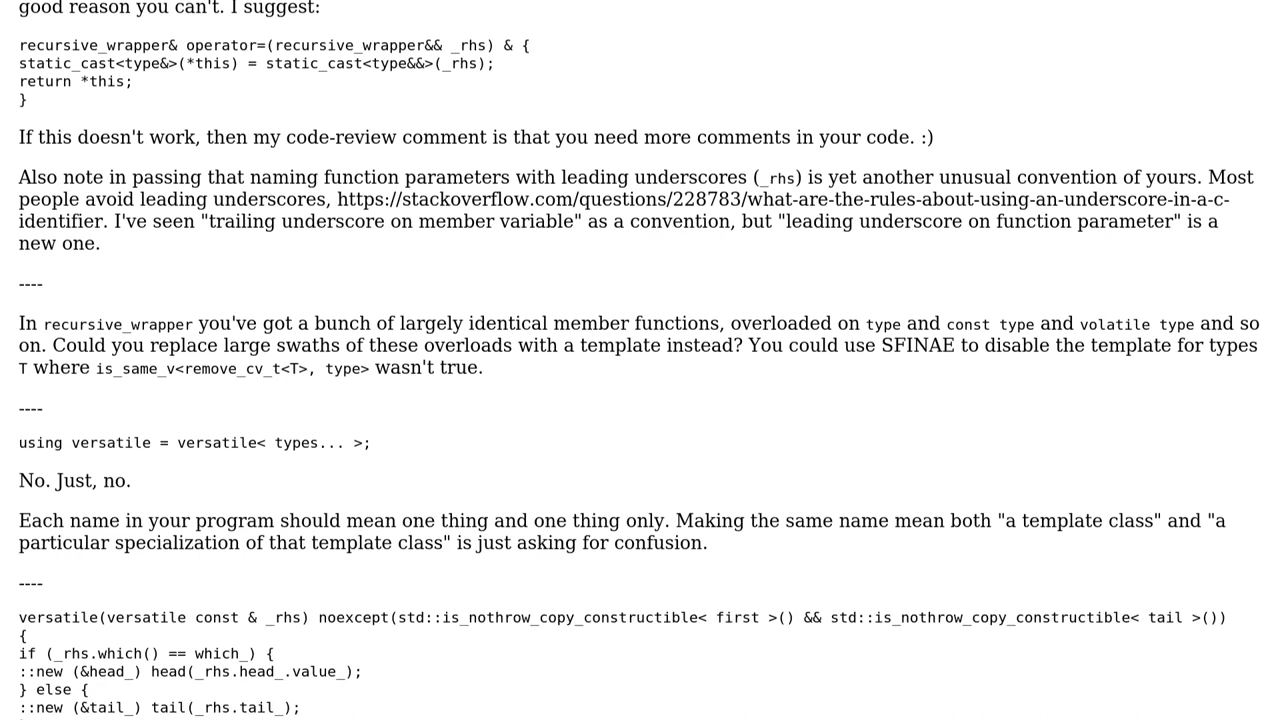 good reason you can't. I suggest:
recursive_wrapper& operator=(recursive_wrapper&& _rhs) & {
static_cast<type&>(*this) = static_cast<type&&>(_rhs);
return *this;
}
If this doesn't work, then my code-review comment is that you need more comments in your code. :)
Also note in passing that naming function parameters with leading underscores (_rhs) is yet another unusual convention of yours. Most
people avoid leading underscores, https://stackoverflow.com/questions/228783/what-are-the-rules-about-using-an-underscore-in-a-c-
identifier. I've seen "trailing underscore on member variable" as a convention, but "leading underscore on function parameter" is a
new one.
----
In recursive_wrapper you've got a bunch of largely identical member functions, overloaded on type and const type and volatile type and so
on. Could you replace large swaths of these overloads with a template instead? You could use SFINAE to disable the template for types
T where is_same_v<remove_cv_t<T>, type> wasn't true.
----
using versatile = versatile< types... >;
No. Just, no.
Each name in your program should mean one thing and one thing only. Making the same name mean both "a template class" and "a
particular specialization of that template class" is just asking for confusion.
----
versatile(versatile const & _rhs) noexcept(std::is_nothrow_copy_constructible< first >() && std::is_nothrow_copy_constructible< tail >())
{
if (_rhs.which() == which_) {
::new (&head_) head(_rhs.head_.value_);
} else {
::new (&tail_) tail(_rhs.tail_);